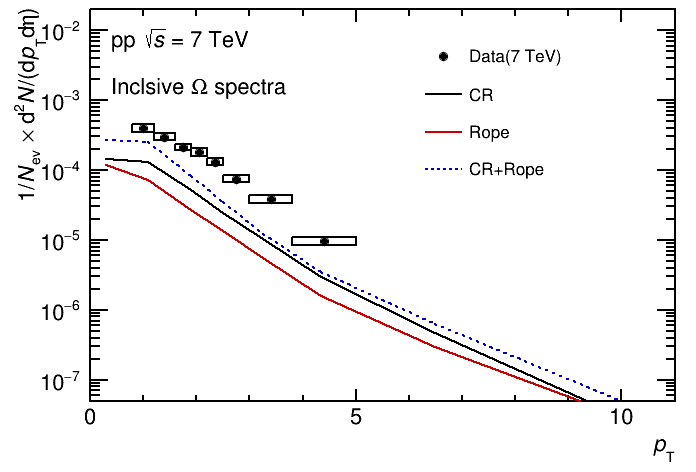 pp √s = 7 TeV
Inclsive Ω spectra
Data(7 TeV)
CR
Rope
CR+Rope
1/N_ev × d²N/(dp_T dη)
10⁻²
10⁻³
10⁻⁴
10⁻⁵
10⁻⁶
10⁻⁷
0 5 10
p_T